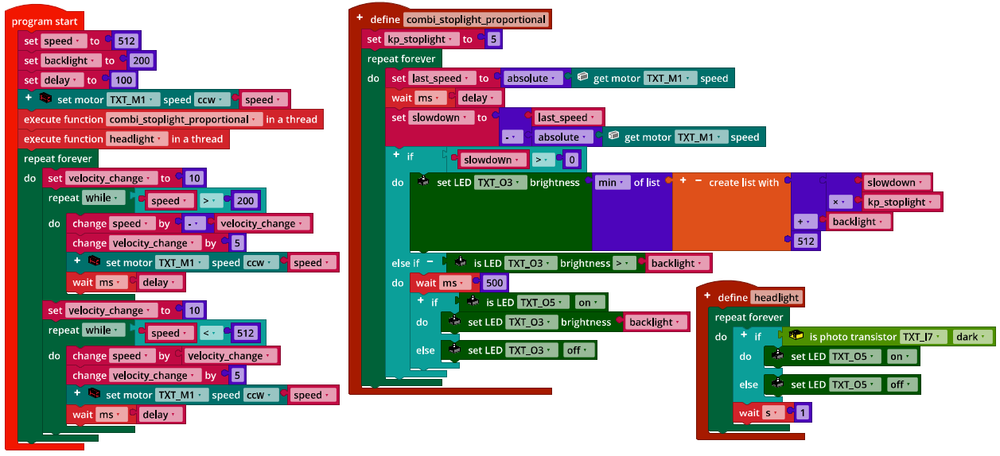 program start
set speed to 512
set backlight to 200
set delay to 100
+ set motor TXT_M1 speed ccw speed
execute function combi_stoplight_proportional in a thread
execute function headlight in a thread
repeat forever
do set velocity_change to 10
repeat while speed > 200
do change speed by - velocity_change
change velocity_change by 5
+ set motor TXT_M1 speed ccw speed
wait ms delay
set velocity_change to 10
repeat while speed < 512
do change speed by velocity_change
change velocity_change by 5
+ set motor TXT_M1 speed ccw speed
wait ms delay
+ define combi_stoplight_proportional
set kp_stoplight to 5
repeat forever
do set last_speed to absolute get motor TXT_M1 speed
wait ms delay
set slowdown to last_speed
- absolute get motor TXT_M1 speed
+ if slowdown > 0
do set LED TXT_O3 brightness min of list + − create list with slowdown
× kp_stoplight
+ backlight
512
else if − is LED TXT_O3 brightness > backlight
do wait ms 500
+ if is LED TXT_O5 on
do set LED TXT_O3 brightness backlight
else set LED TXT_O3 off
+ define headlight
repeat forever
do + if is photo transistor TXT_I7 dark
do set LED TXT_O5 on
else set LED TXT_O5 off
wait s 1